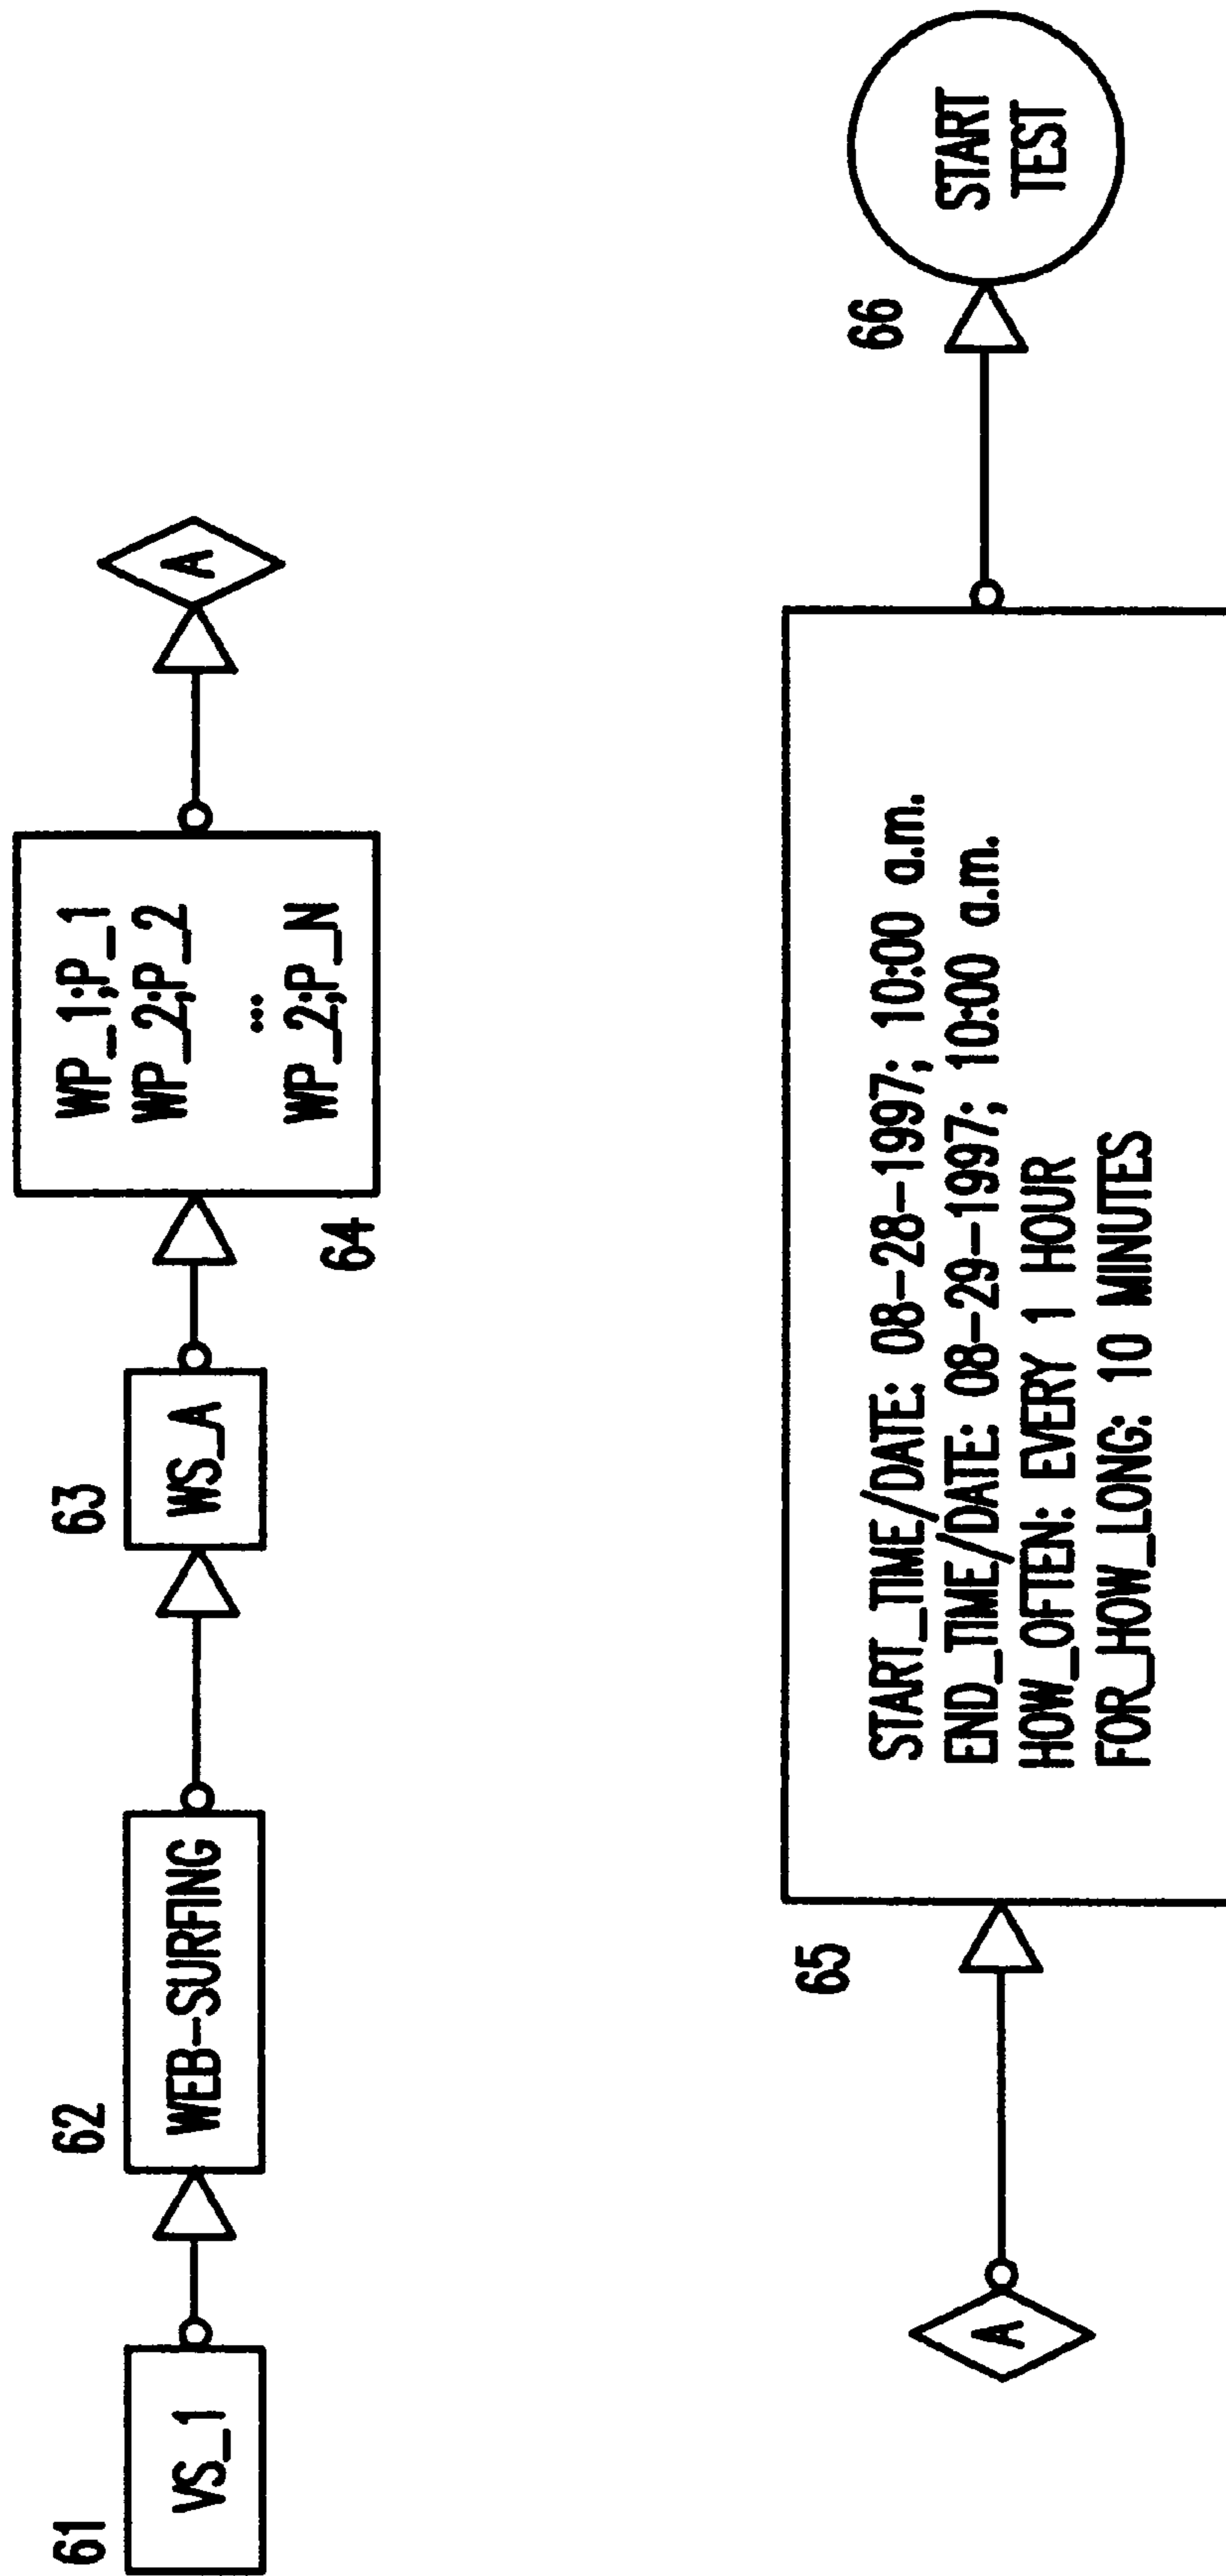 61
VS_1
62
WEB-SURFING
63
WS_A
64
WP_1;P_1
WP_2;P_2
...
WP_2;P_N
A
A
65
START_TIME/DATE: 08-28-1997; 10:00 a.m.
END_TIME/DATE: 08-29-1997; 10:00 a.m.
HOW_OFTEN: EVERY 1 HOUR
FOR_HOW_LONG: 10 MINUTES
66
START
TEST